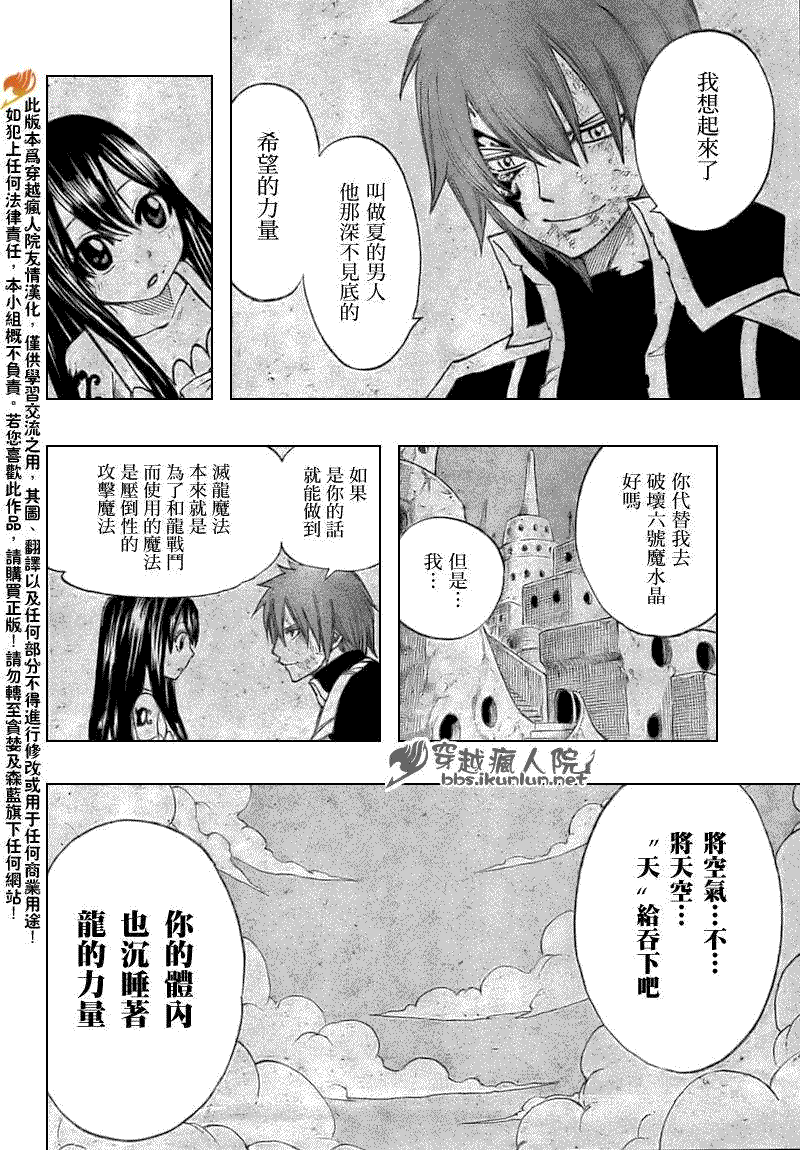 我想起來了
叫做夏的男人
他那深不見底的
希望的力量
你代替我去
破壞六號魔水晶
好嗎
但是…
我…
如果
是你的話
就能做到
滅龍魔法
本來就是
為了和龍戰鬥
而使用的魔法
是壓倒性的
攻擊魔法
將空氣…不…
將天空…
〝天〞給吞下吧
你的體內
也沉睡著
龍的力量
穿越瘋人院
bbs.ikunlun.net
此版本爲穿越瘋人院友情漢化，僅供學習交流之用，其圖、翻譯以及任何部分不得進行修改或用于任何商業用途！
如犯上任何法律責任，本小組概不負責。若您喜歡此作品，請購買正版！請勿轉至貪婪及森藍旗下任何網站！